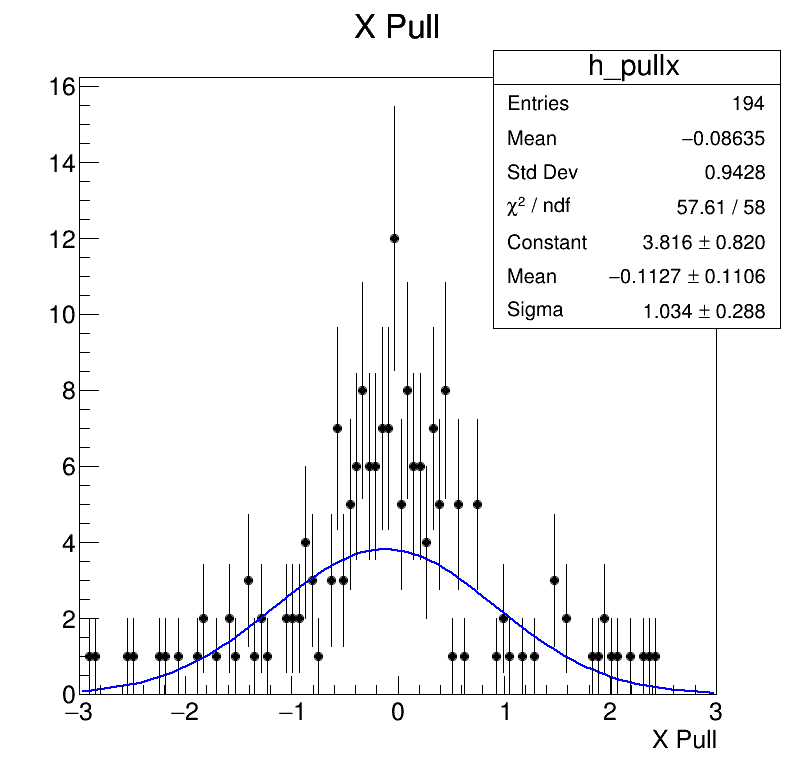 X Pull
h_pullx
Entries 194
Mean −0.08635
Std Dev 0.9428
χ² / ndf 57.61 / 58
Constant 3.816 ± 0.820
Mean −0.1127 ± 0.1106
Sigma 1.034 ± 0.288
16
14
12
10
8
6
4
2
0
−3 −2 −1 0 1 2 3
X Pull